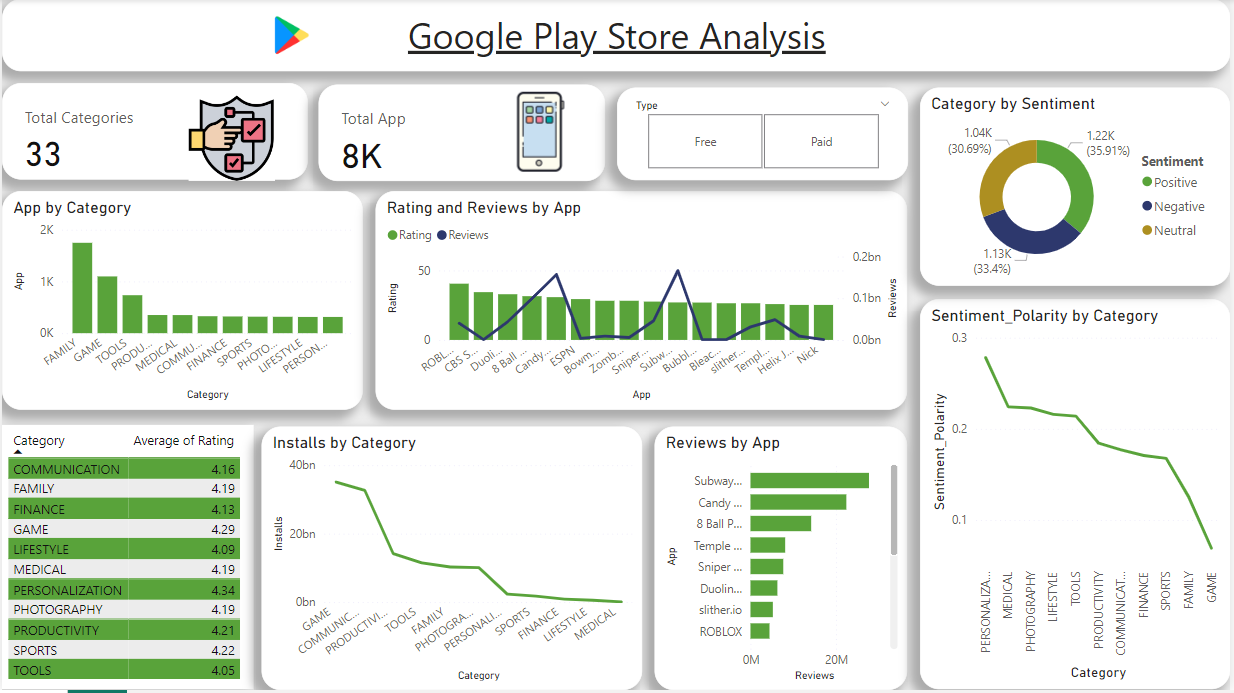 Google Play Store Analysis
Total Categories
33
Total App
8K
Type
Free
Paid
Category by Sentiment
1.04K
(30.69%)
1.22K
(35.91%)
1.13K
(33.4%)
Sentiment
Positive
Negative
Neutral
App by Category
2K
1K
0K
App
FAMILY
GAME
TOOLS
PRODU...
MEDICAL
COMMU...
FINANCE
SPORTS
PHOTO...
LIFESTYLE
PERSON...
Category
Rating and Reviews by App
Rating Reviews
50
0
Rating
0.2bn
0.1bn
0.0bn
Reviews
ROBL...
CBS S...
Duoli...
8 Ball ...
Candy...
ESPN
Bowm...
Zomb...
Sniper...
Subw...
Bubbl...
Bleac...
slither...
Templ...
Helix J...
Nick
App
Sentiment_Polarity by Category
0.3
0.2
0.1
Sentiment_Polarity
PERSONALIZA...
MEDICAL
PHOTOGRAPHY
LIFESTYLE
TOOLS
PRODUCTIVITY
COMMUNICAT...
FINANCE
SPORTS
FAMILY
GAME
Category
Category Average of Rating
COMMUNICATION 4.16
FAMILY 4.19
FINANCE 4.13
GAME 4.29
LIFESTYLE 4.09
MEDICAL 4.19
PERSONALIZATION 4.34
PHOTOGRAPHY 4.19
PRODUCTIVITY 4.21
SPORTS 4.22
TOOLS 4.05
Installs by Category
40bn
20bn
0bn
Installs
GAME
COMMUNIC...
PRODUCTIVI...
TOOLS
FAMILY
PHOTOGRA...
PERSONALI...
SPORTS
FINANCE
LIFESTYLE
MEDICAL
Category
Reviews by App
App
Subway...
Candy ...
8 Ball P...
Temple ...
Sniper ...
Duolin...
slither.io
ROBLOX
0M
20M
Reviews